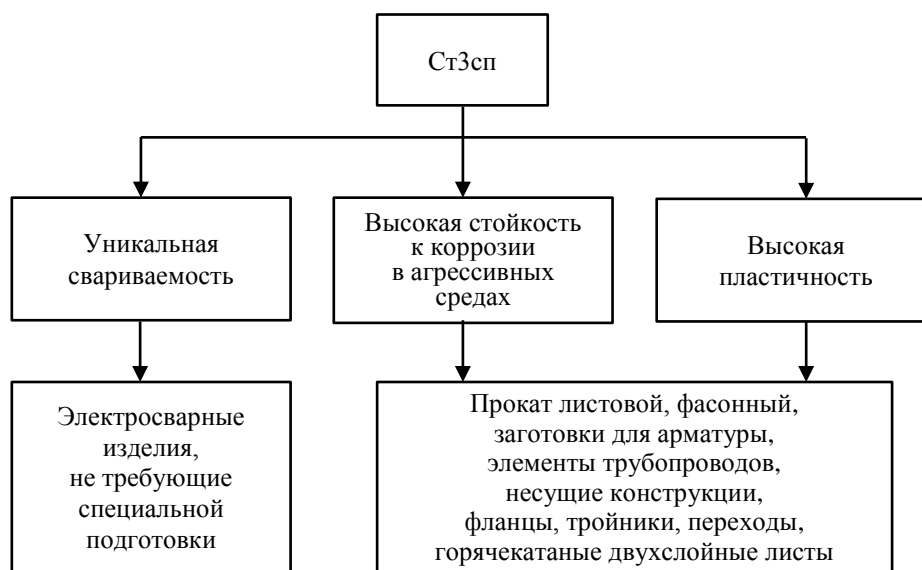 Ст3сп
Уникальная
свариваемость
Высокая стойкость
к коррозии
в агрессивных
средах
Высокая
пластичность
Электросварные
изделия,
не требующие
специальной
подготовки
Прокат листовой, фасонный,
заготовки для арматуры,
элементы трубопроводов,
несущие конструкции,
фланцы, тройники, переходы,
горячекатаные двухслойные листы